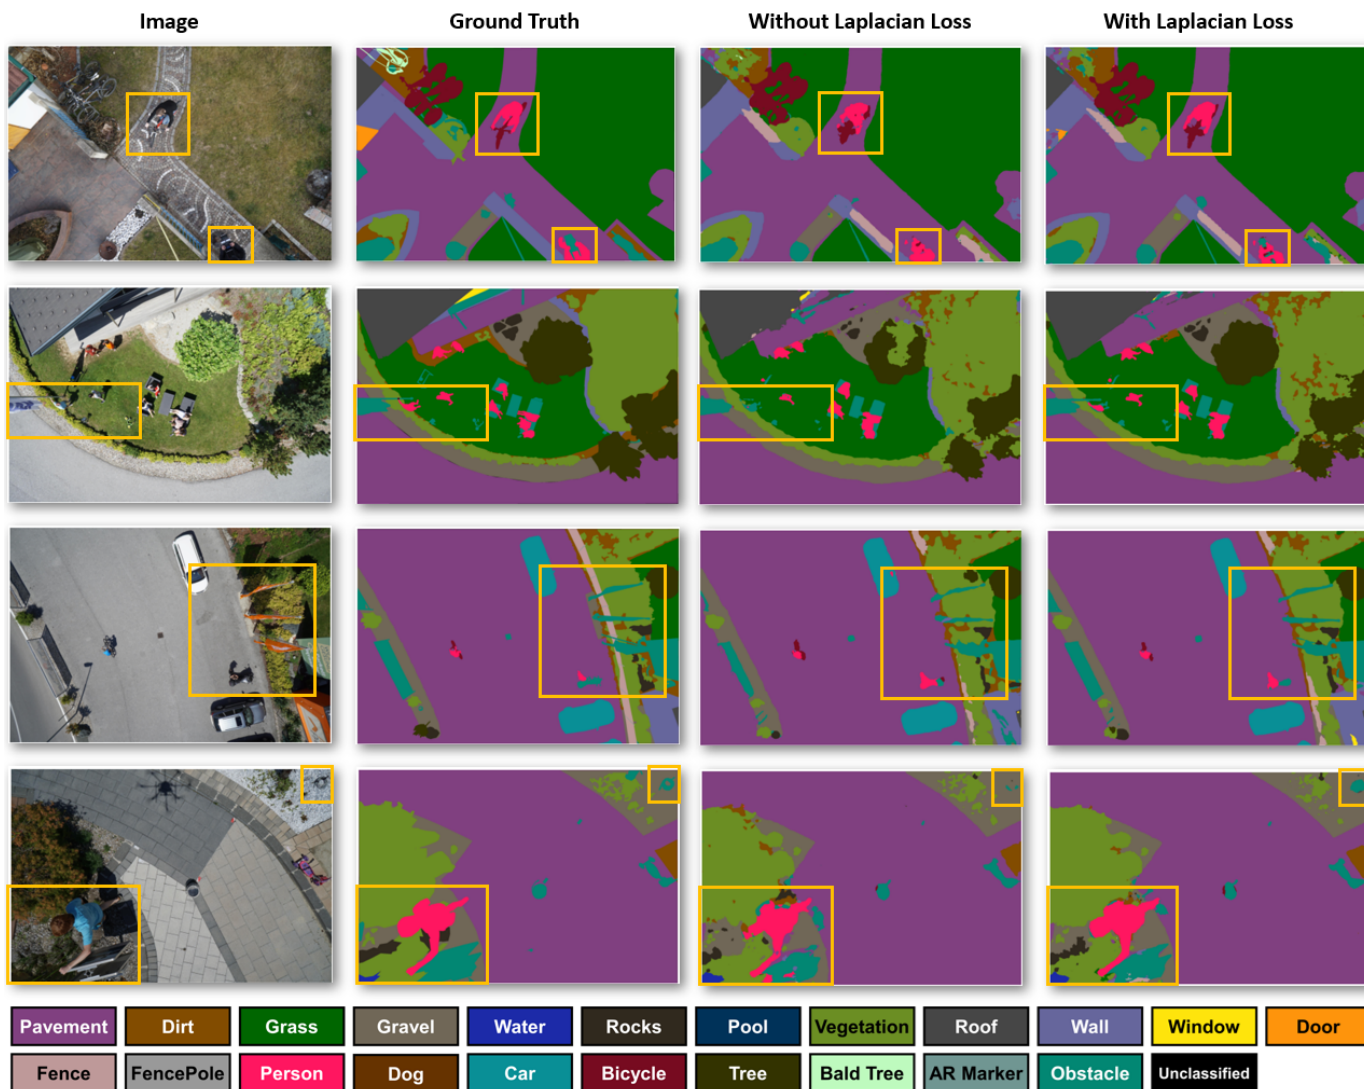 Image Ground Truth Without Laplacian Loss With Laplacian Loss
Pavement Dirt Grass Gravel Water Rocks Pool Vegetation Roof Wall Window Door
Fence FencePole Person Dog Car Bicycle Tree Bald Tree AR Marker Obstacle Unclassified